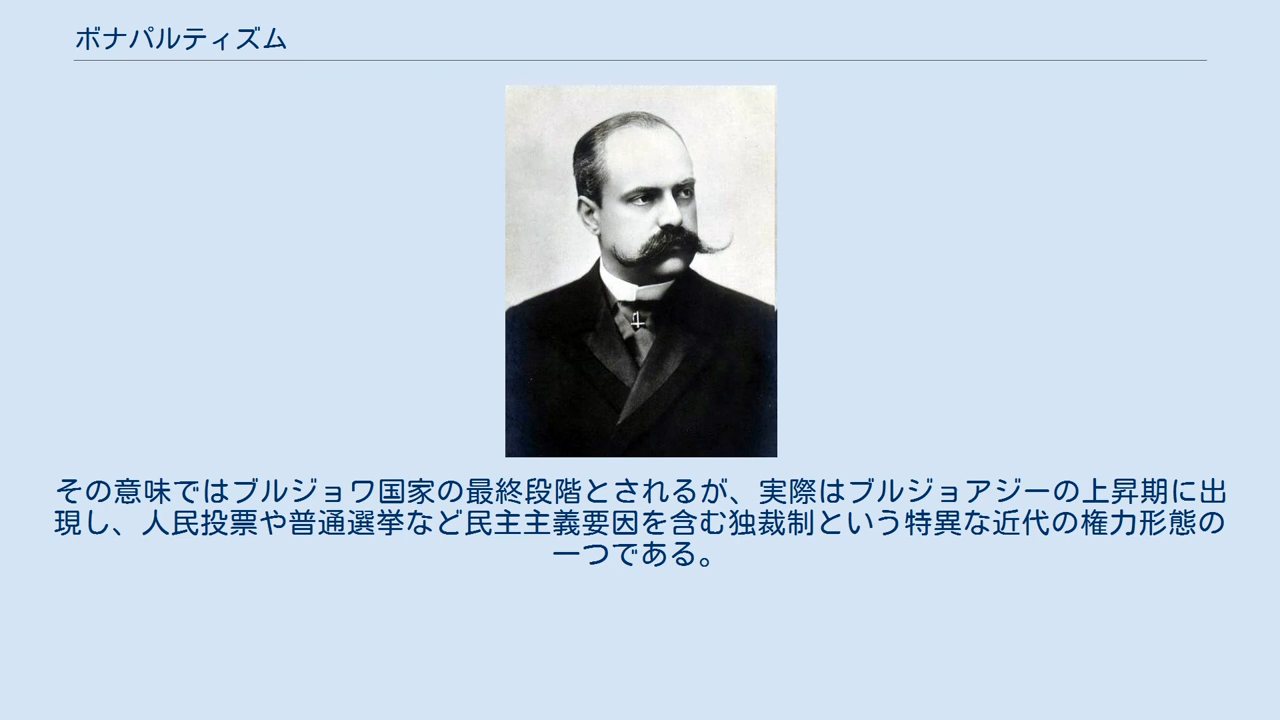 ボナパルティズム
その意味ではブルジョワ国家の最終段階とされるが、実際はブルジョアジーの上昇期に出
現し、人民投票や普通選挙など民主主義要因を含む独裁制という特異な近代の権力形態の
一つである。